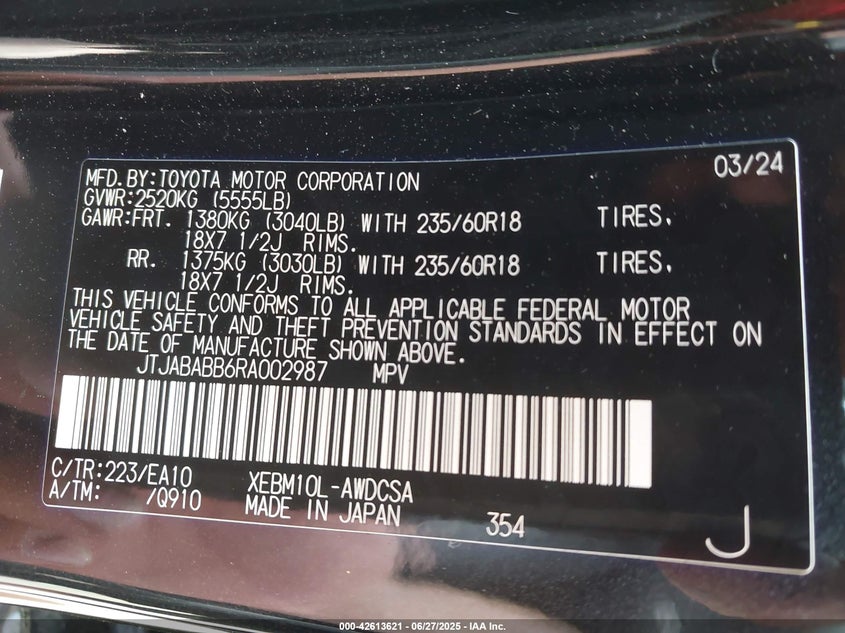 03/24
MFD.BY:TOYOTA MOTOR CORPORATION
GVWR:2520KG (5555LB)
GAWR:FRT. 1380KG (3040LB) WITH 235/60R18 TIRES,
18X7 1/2J RIMS.
RR. 1375KG (3030LB) WITH 235/60R18 TIRES,
18X7 1/2J RIMS.
THIS VEHICLE CONFORMS TO ALL APPLICABLE FEDERAL MOTOR
VEHICLE SAFETY AND THEFT PREVENTION STANDARDS IN EFFECT ON
THE DATE OF MANUFACTURE SHOWN ABOVE.
JTJABABB6RA002987 MPV
C/TR:223/EA10 XEBM10L-AWDCSA
A/TM: /Q910 MADE IN JAPAN 354
J
000-42613621 - 06/27/2025 - IAA Inc.